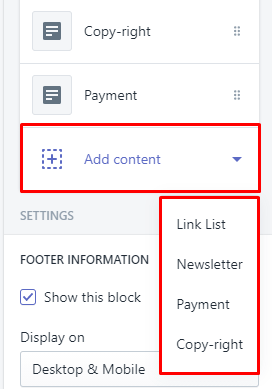 Copy-right
Payment
Add content
SETTINGS
Link List
FOOTER INFORMATION
Newsletter
Show this block
Payment
Display on
Copy-right
Desktop & Mobile